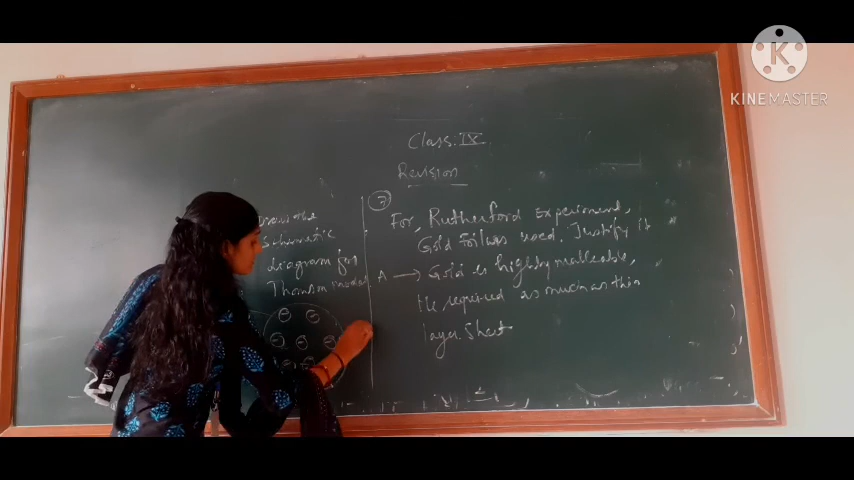 Class: IX
Revision
Draw the
Schematic
diagram for
Thomson model
3
For, Rutherford Experiment,
Gold Foil was used. Justify it
A → Gold is highly malleable,
He required as much as thin
layer. Sheet
KINEMASTER